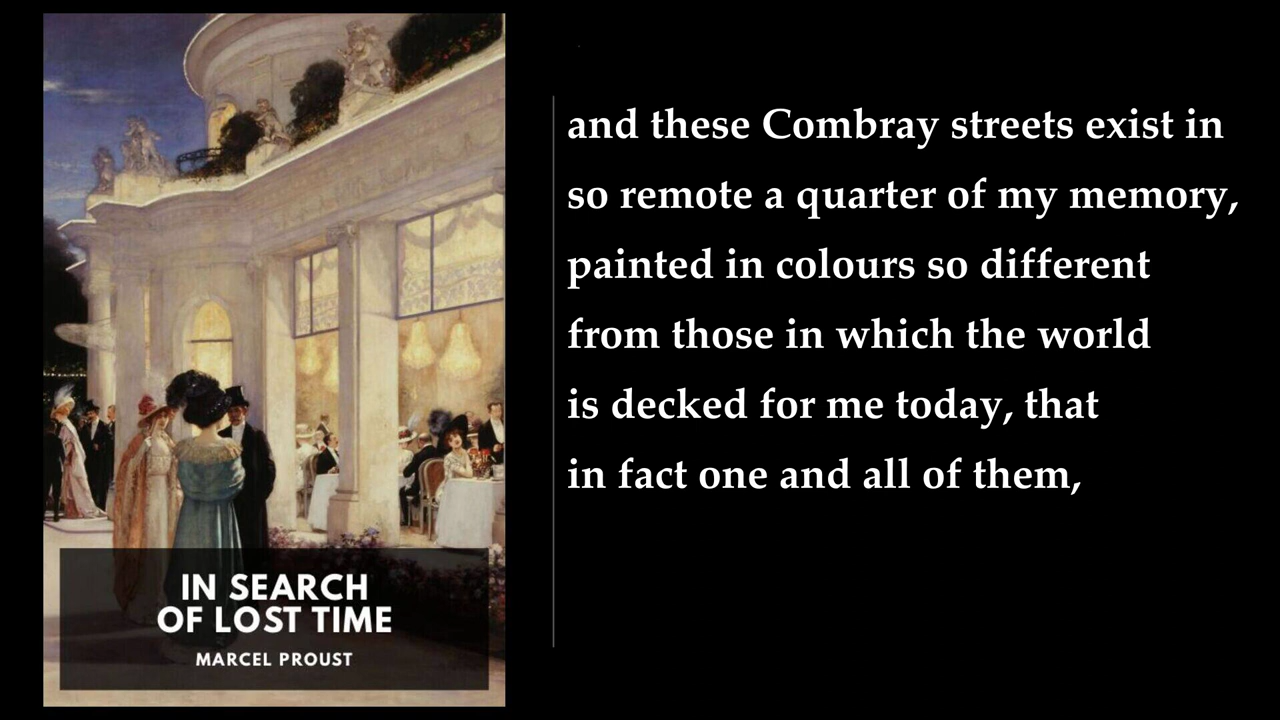 and these Combray streets exist in
so remote a quarter of my memory,
painted in colours so different
from those in which the world
is decked for me today, that
in fact one and all of them,
IN SEARCH
OF LOST TIME
MARCEL PROUST